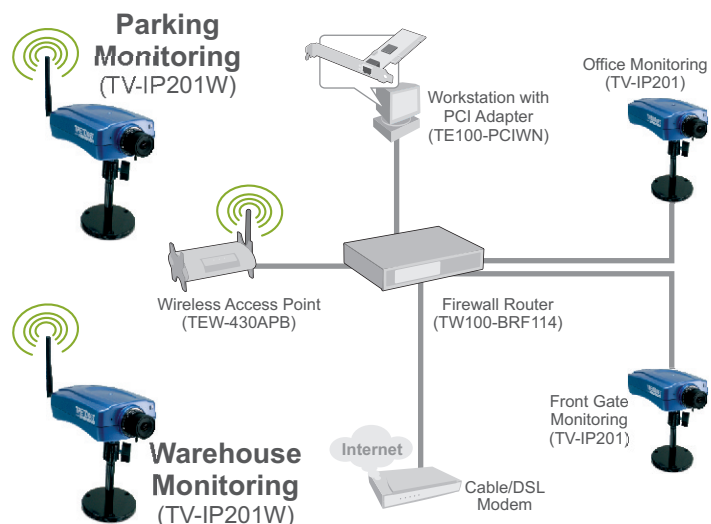 Parking
Monitoring
(TV-IP201W)
Workstation with
PCI Adapter
(TE100-PCIWN)
Office Monitoring
(TV-IP201)
Wireless Access Point
(TEW-430APB)
Firewall Router
(TW100-BRF114)
Warehouse
Monitoring
(TV-IP201W)
Internet
Cable/DSL
Modem
Front Gate
Monitoring
(TV-IP201)